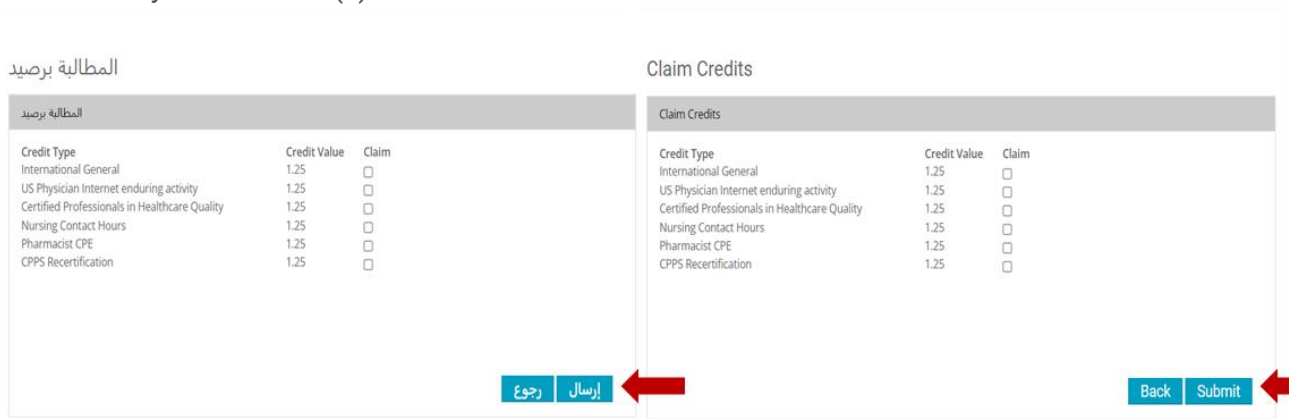 (s)
المطالبة برصيد
المطالبة برصيد
Credit Type Credit Value Claim
International General 1.25
US Physician Internet enduring activity 1.25
Certified Professionals in Healthcare Quality 1.25
Nursing Contact Hours 1.25
Pharmacist CPE 1.25
CPPS Recertification 1.25
إرسال رجوع
Claim Credits
Claim Credits
Credit Type Credit Value Claim
International General 1.25
US Physician Internet enduring activity 1.25
Certified Professionals in Healthcare Quality 1.25
Nursing Contact Hours 1.25
Pharmacist CPE 1.25
CPPS Recertification 1.25
Back Submit